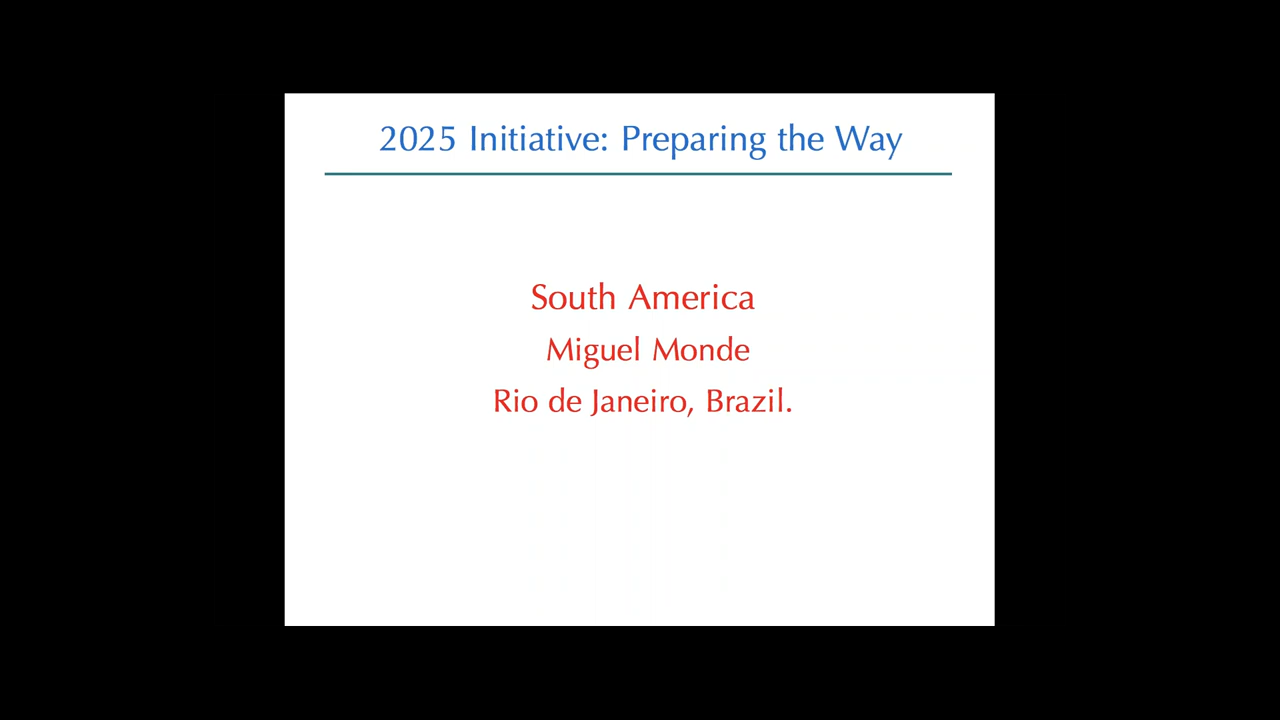 2025 Initiative: Preparing the Way
South America
Miguel Monde
Rio de Janeiro, Brazil.